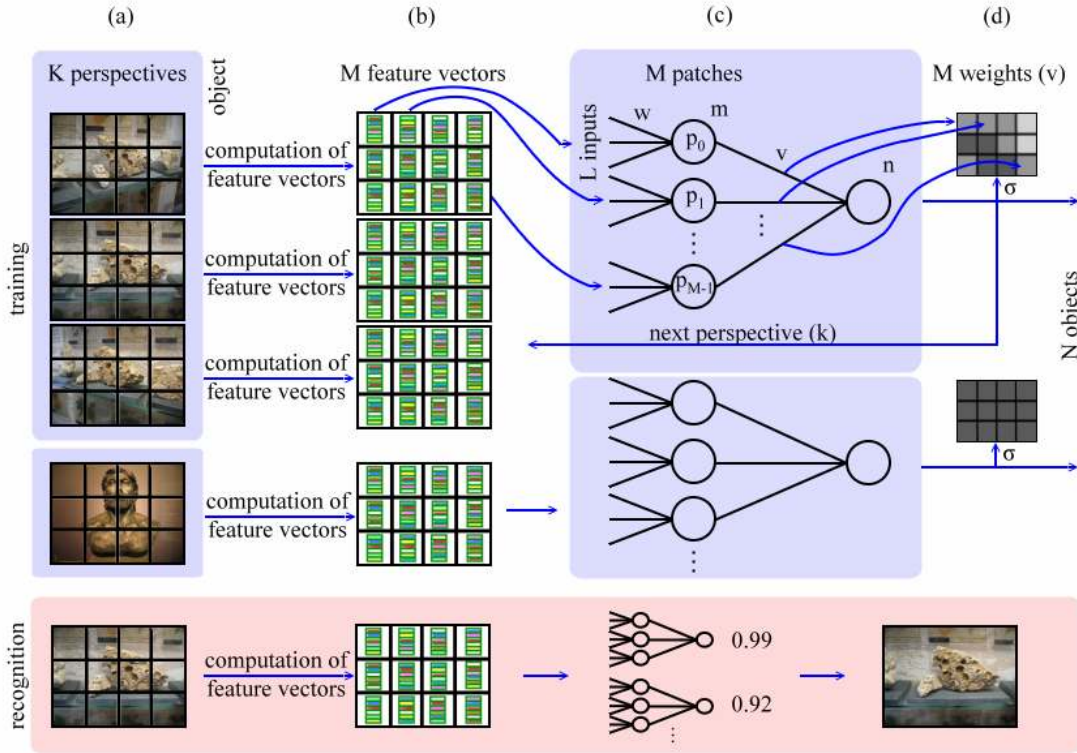 (a)
(b)
(c)
(d)
K perspectives
object
M feature vectors
M patches
M weights (v)
training
computation of
feature vectors
computation of
feature vectors
computation of
feature vectors
L inputs
w
m
p0
v
n
p1
...
...
pM-1
σ
next perspective (k)
N objects
computation of
feature vectors
...
σ
recognition
computation of
feature vectors
0.99
0.92
...